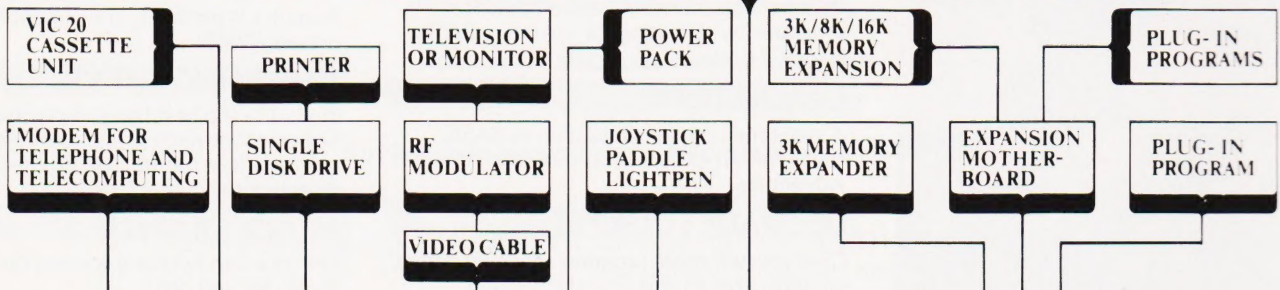 VIC 20
CASSETTE
UNIT
PRINTER
TELEVISION
OR MONITOR
POWER
PACK
3K/8K/16K
MEMORY
EXPANSION
PLUG-IN
PROGRAMS
MODEM FOR
TELEPHONE AND
TELECOMPUTING
SINGLE
DISK DRIVE
RF
MODULATOR
JOYSTICK
PADDLE
LIGHTPEN
3K MEMORY
EXPANDER
EXPANSION
MOTHER-
BOARD
PLUG-IN
PROGRAM
VIDEO CABLE